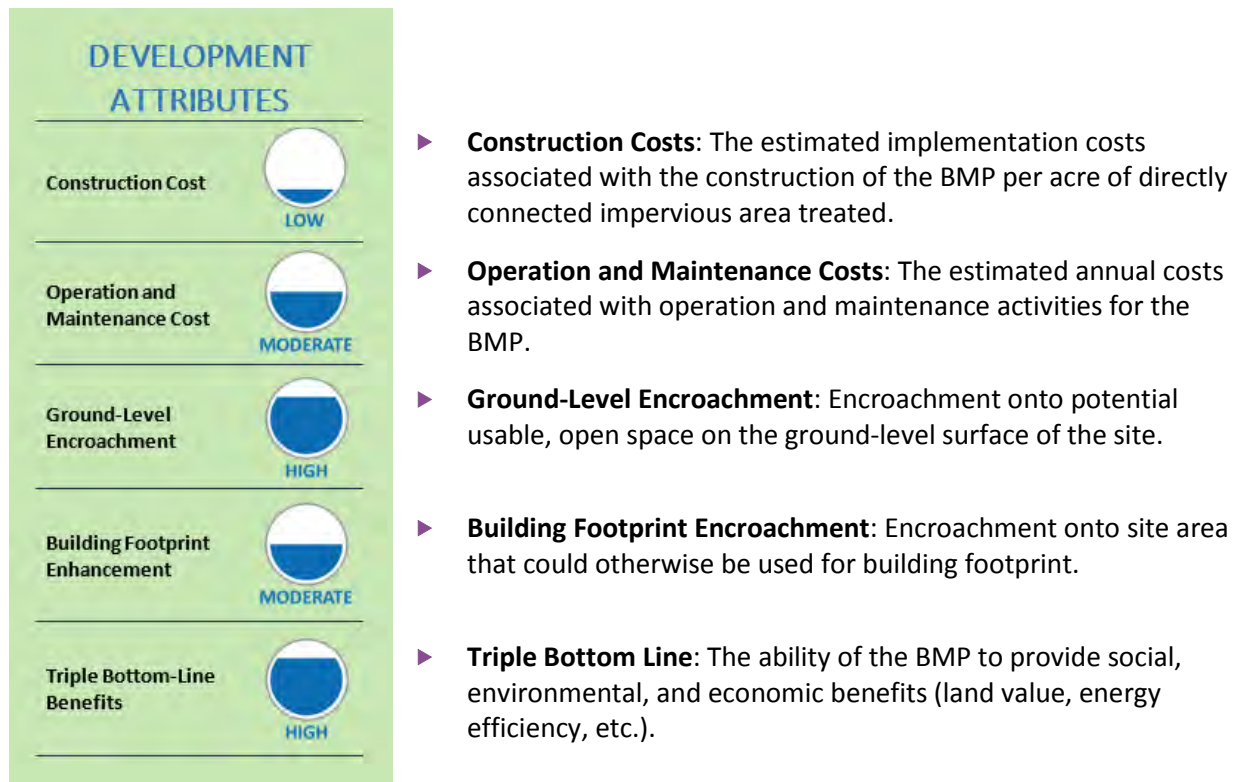 DEVELOPMENT
ATTRIBUTES
Construction Cost
LOW
Operation and
Maintenance Cost
MODERATE
Ground-Level
Encroachment
HIGH
Building Footprint
Enhancement
MODERATE
Triple Bottom-Line
Benefits
HIGH
Construction Costs: The estimated implementation costs
associated with the construction of the BMP per acre of directly
connected impervious area treated.
Operation and Maintenance Costs: The estimated annual costs
associated with operation and maintenance activities for the
BMP.
Ground-Level Encroachment: Encroachment onto potential
usable, open space on the ground-level surface of the site.
Building Footprint Encroachment: Encroachment onto site area
that could otherwise be used for building footprint.
Triple Bottom Line: The ability of the BMP to provide social,
environmental, and economic benefits (land value, energy
efficiency, etc.).